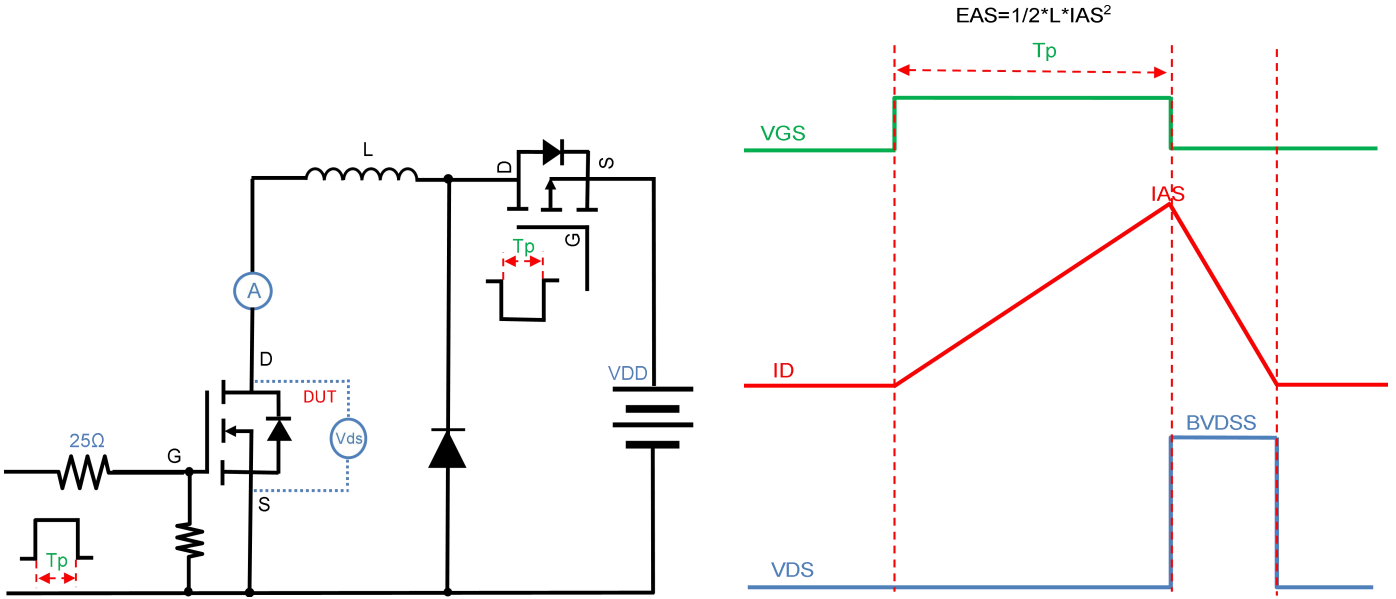 EAS=1/2*L*IAS²
Tp
VGS
IAS
ID
BVDSS
VDS
L
D
S
G
Tp
A
D
DUT
VDD
Vds
25Ω
G
S
Tp